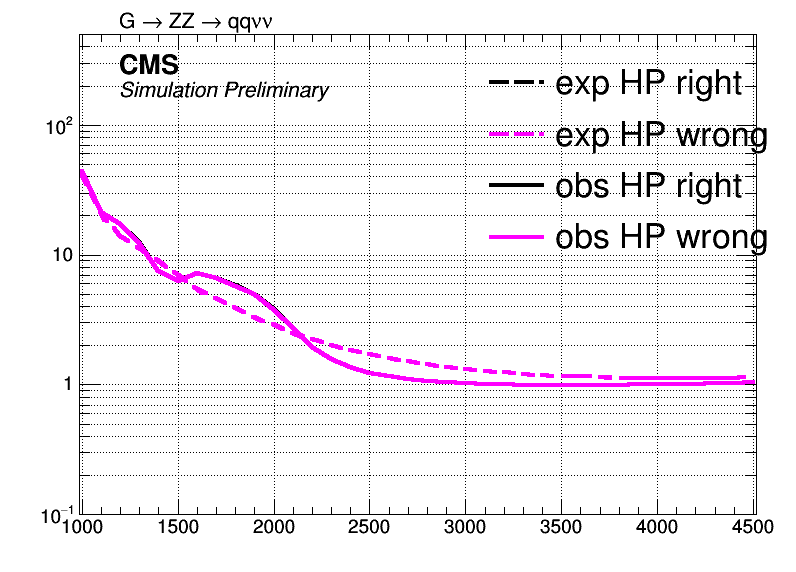 G → ZZ → qqνν
CMS
Simulation Preliminary
exp HP right
exp HP wrong
obs HP right
obs HP wrong
10²
10
1
10⁻¹
1000 1500 2000 2500 3000 3500 4000 4500